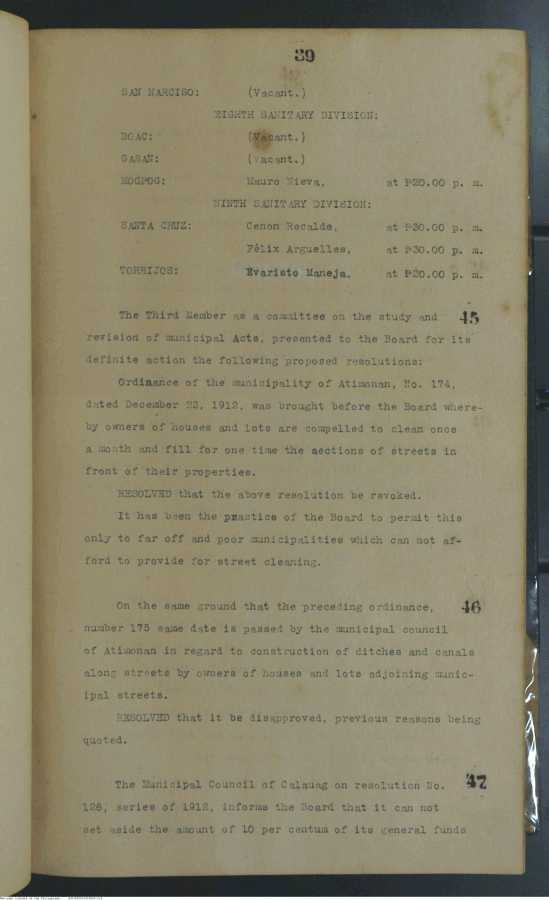 39
SAN NARCISO: (Vacant.)
EIGHTH SANITARY DIVISION:
BOAC: (Vacant.)
GASAN: (Vacant.)
MOGPOG: Mauro Nieva, at ₱20.00 p. m.
NINTH SANITARY DIVISION:
SANTA CRUZ: Cenon Recalde, at ₱30.00 p. m.
Félix Arguelles, at ₱30.00 p. m.
TORRIJOS: Evaristo Maneja, at ₱20.00 p. m.
The Third Member as a committee on the study and 45
revision of municipal Acts, presented to the Board for its
definite action the following proposed resolutions:
Ordinance of the municipality of Atimonan, No. 174,
dated December 23, 1912, was brought before the Board where-
by owners of houses and lots are compelled to clean once
a month and fill for one time the sections of streets in
front of their properties.
RESOLVED that the above resolution be revoked.
It has been the practice of the Board to permit this
only to far off and poor municipalities which can not af-
ford to provide for street cleaning.
On the same ground that the preceding ordinance, 46
number 175 same date is passed by the municipal council
of Atimonan in regard to construction of ditches and canals
along streets by owners of houses and lots adjoining munic-
ipal streets.
RESOLVED that it be disapproved, previous reasons being
quoted.
The Municipal Council of Calauag on resolution No. 47
126, series of 1912, informs the Board that it can not
set aside the amount of 10 per centum of its general funds